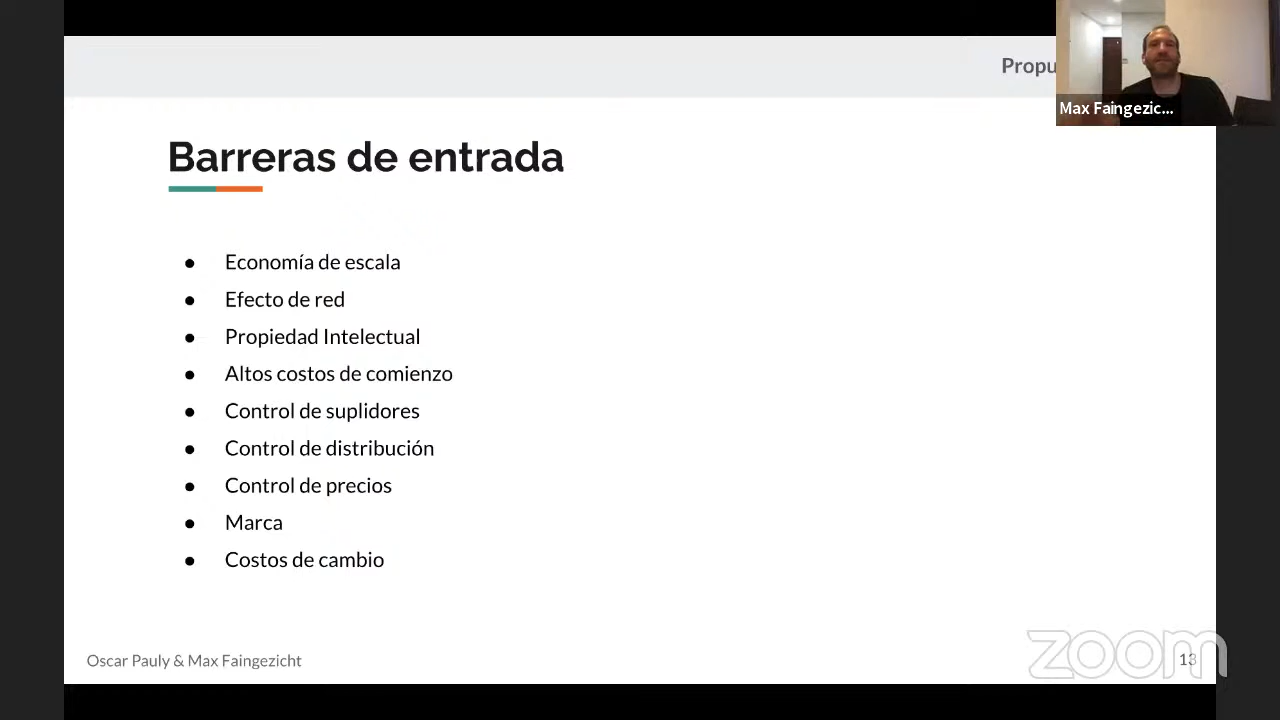 Propu
Max Faingezic...
Barreras de entrada
● Economía de escala
● Efecto de red
● Propiedad Intelectual
● Altos costos de comienzo
● Control de suplidores
● Control de distribución
● Control de precios
● Marca
● Costos de cambio
Oscar Pauly & Max Faingezicht
zoom
13